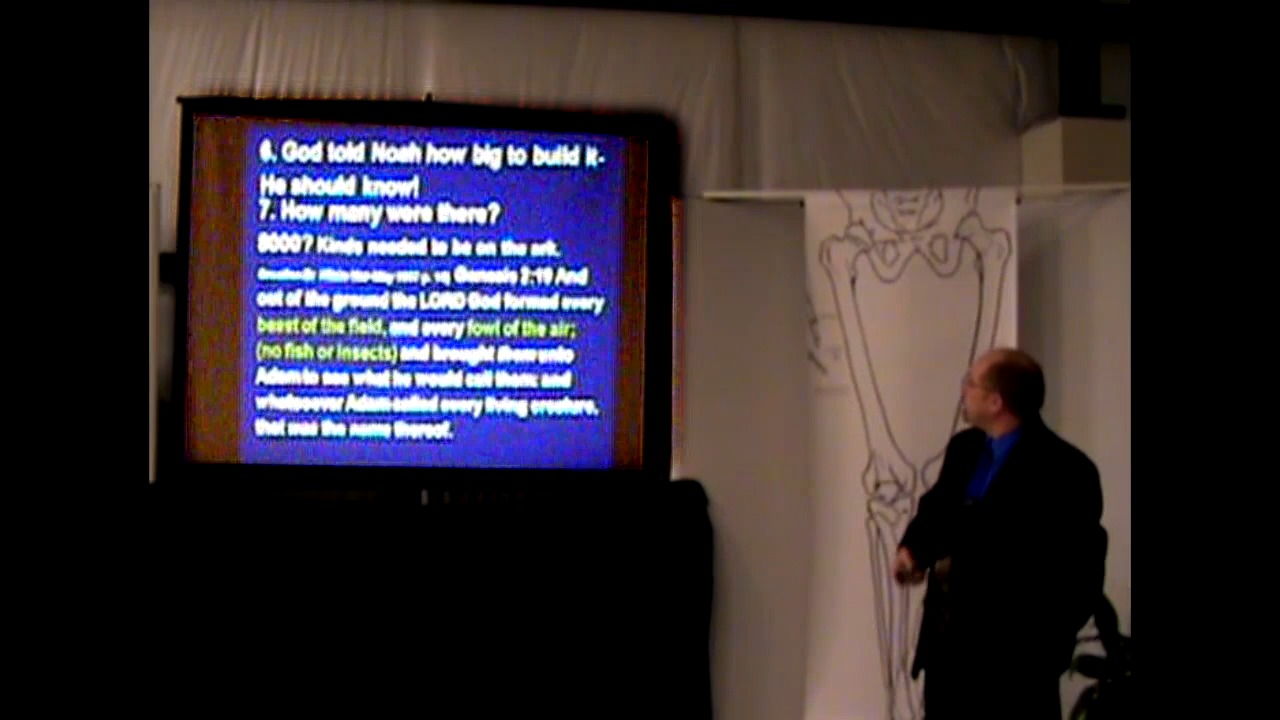 6. God told Noah how big to build it-
He should know!
7. How many were there?
8000? Kinds needed to be on the ark.
Genesis 2:19 And
out of the ground the LORD God formed every
beast of the field, and every fowl of the air;
(no fish or insects) and brought them unto
Adam to see what he would call them: and
whatsoever Adam called every living creature,
that was the name thereof.